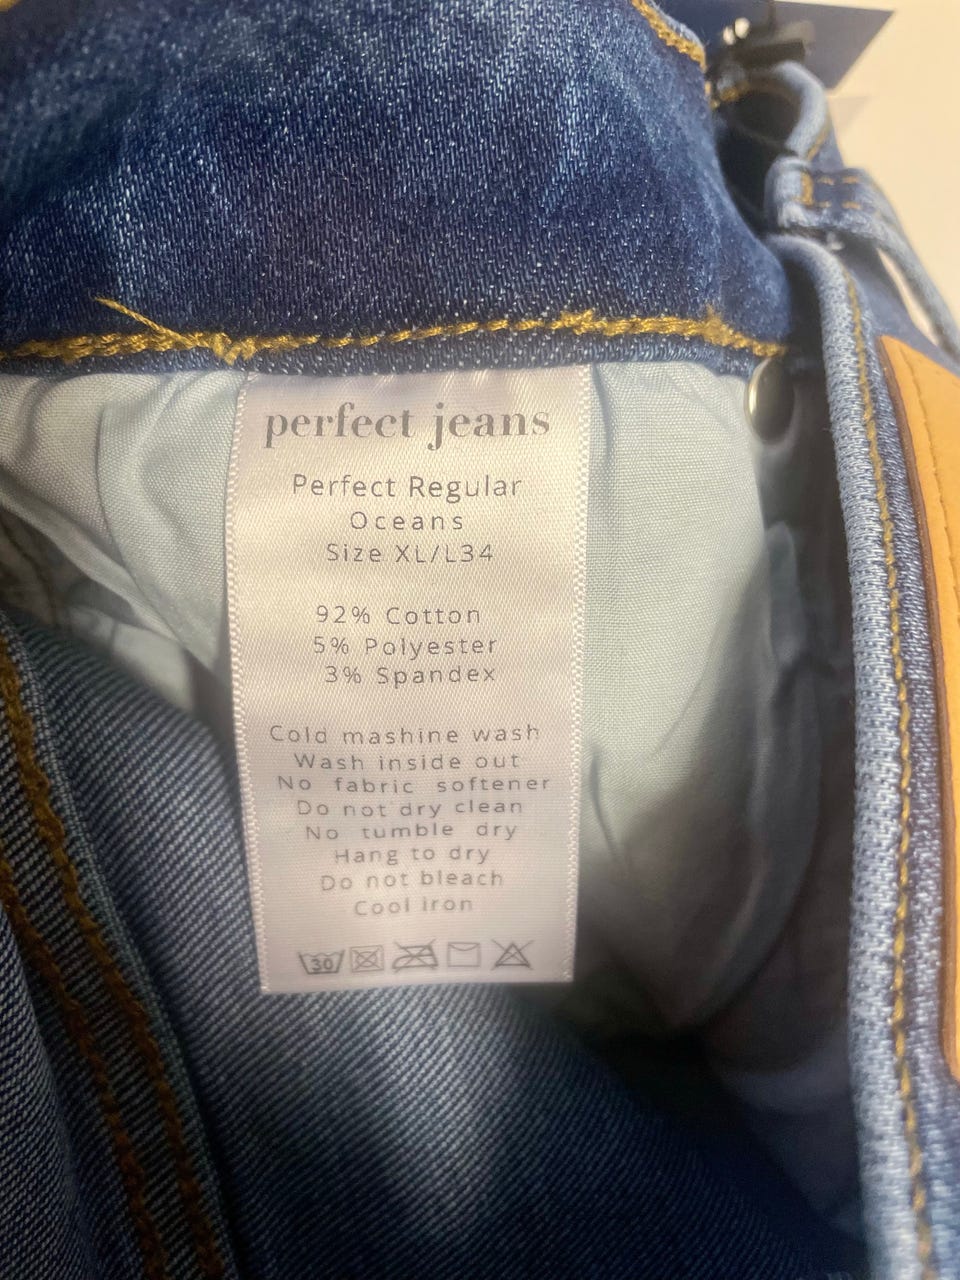 perfect jeans
Perfect Regular
Oceans
Size XL/L34
92% Cotton
5% Polyester
3% Spandex
Cold mashine wash
Wash inside out
No fabric softener
Do not dry clean
No tumble dry
Hang to dry
Do not bleach
Cool iron
30